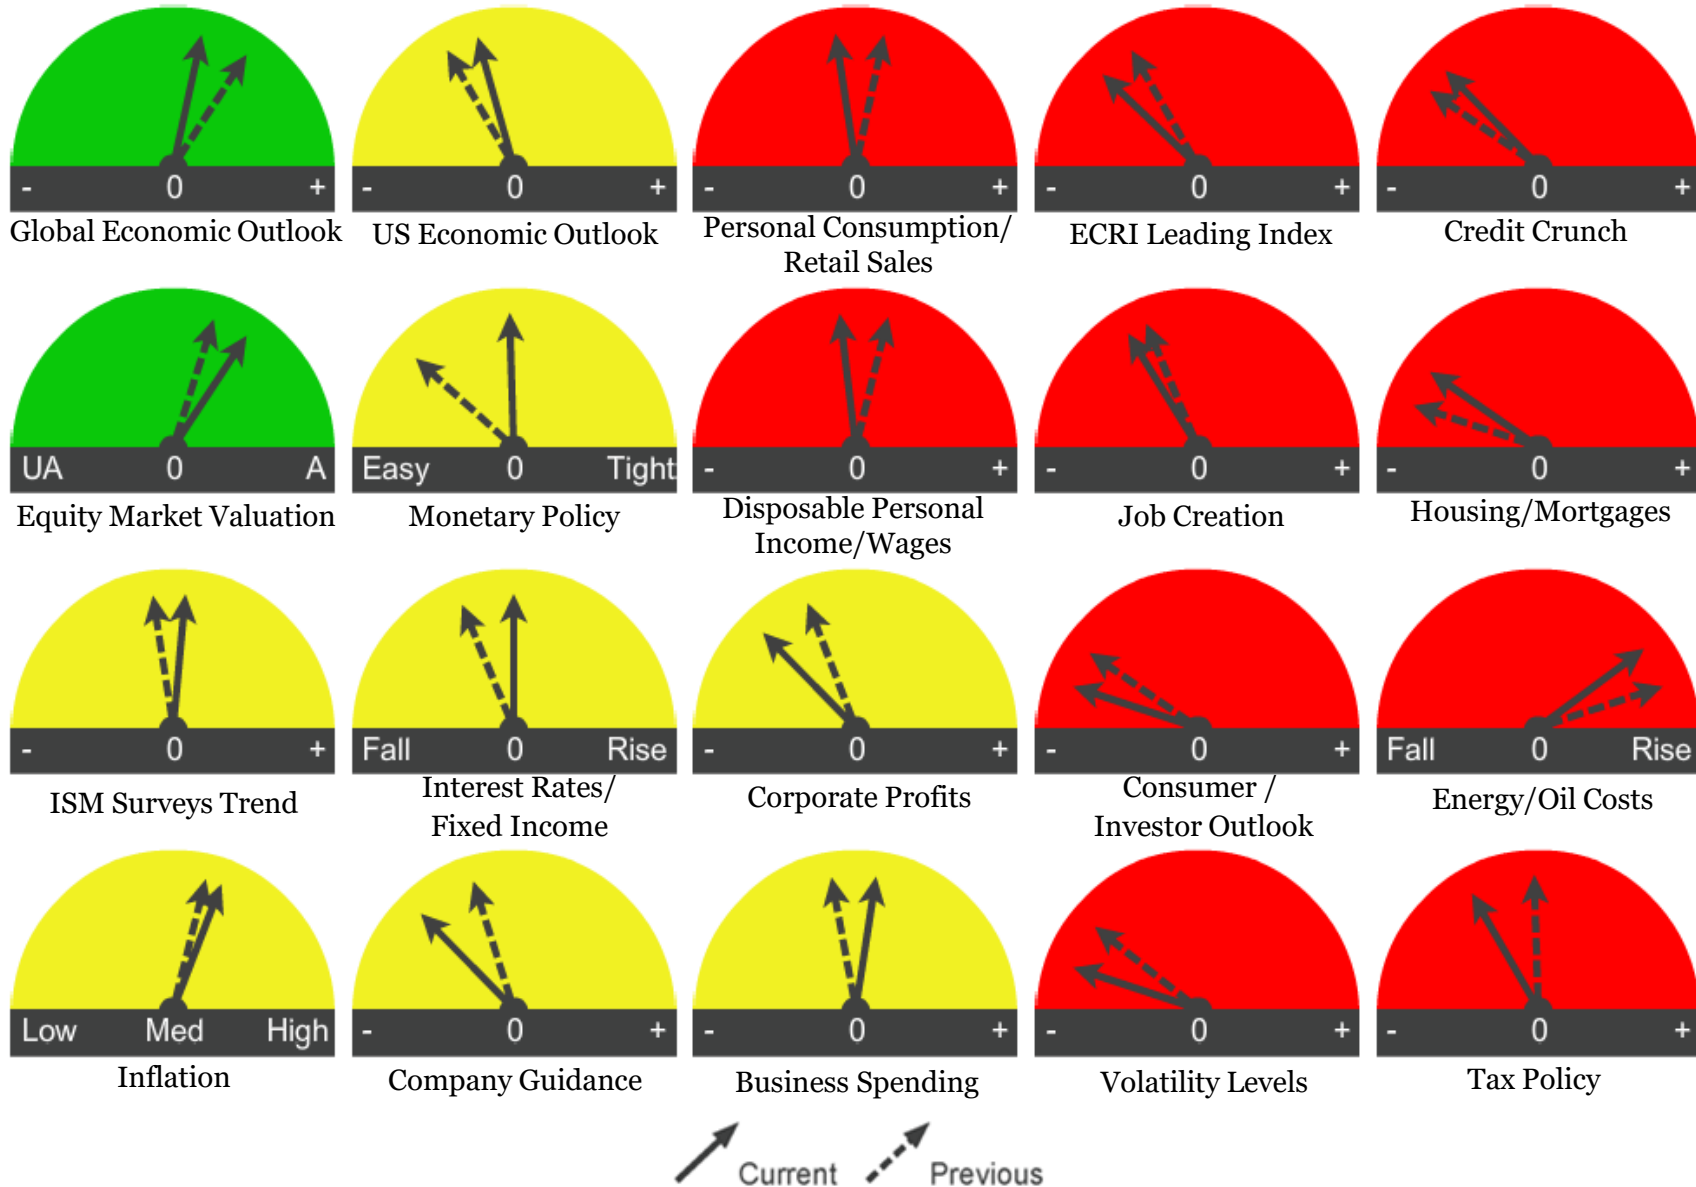 - 0 +
- 0 +
- 0 +
- 0 +
- 0 +
Global Economic Outlook
US Economic Outlook
Personal Consumption/
Retail Sales
ECRI Leading Index
Credit Crunch
UA 0 A
Easy 0 Tight
- 0 +
- 0 +
- 0 +
Equity Market Valuation
Monetary Policy
Disposable Personal
Income/Wages
Job Creation
Housing/Mortgages
- 0 +
Fall 0 Rise
- 0 +
- 0 +
Fall 0 Rise
ISM Surveys Trend
Interest Rates/
Fixed Income
Corporate Profits
Consumer /
Investor Outlook
Energy/Oil Costs
Low Med High
- 0 +
- 0 +
- 0 +
- 0 +
Inflation
Company Guidance
Business Spending
Volatility Levels
Tax Policy
Current
Previous